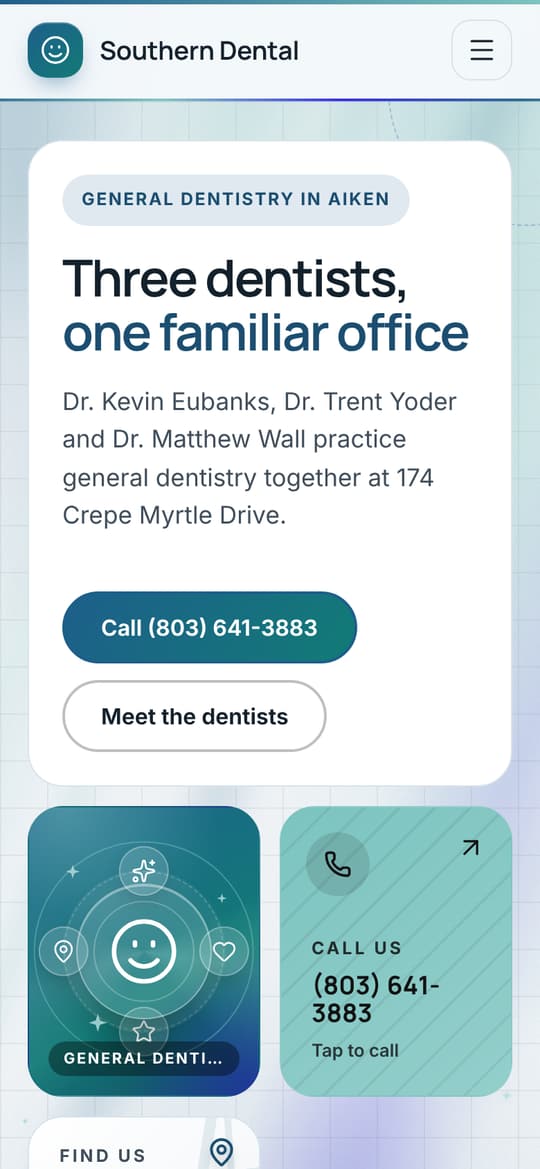 Southern Dental
GENERAL DENTISTRY IN AIKEN
Three dentists,
one familiar office
Dr. Kevin Eubanks, Dr. Trent Yoder
and Dr. Matthew Wall practice
general dentistry together at 174
Crepe Myrtle Drive.
Call (803) 641-3883
Meet the dentists
GENERAL DENTI...
CALL US
(803) 641-
3883
Tap to call
FIND US